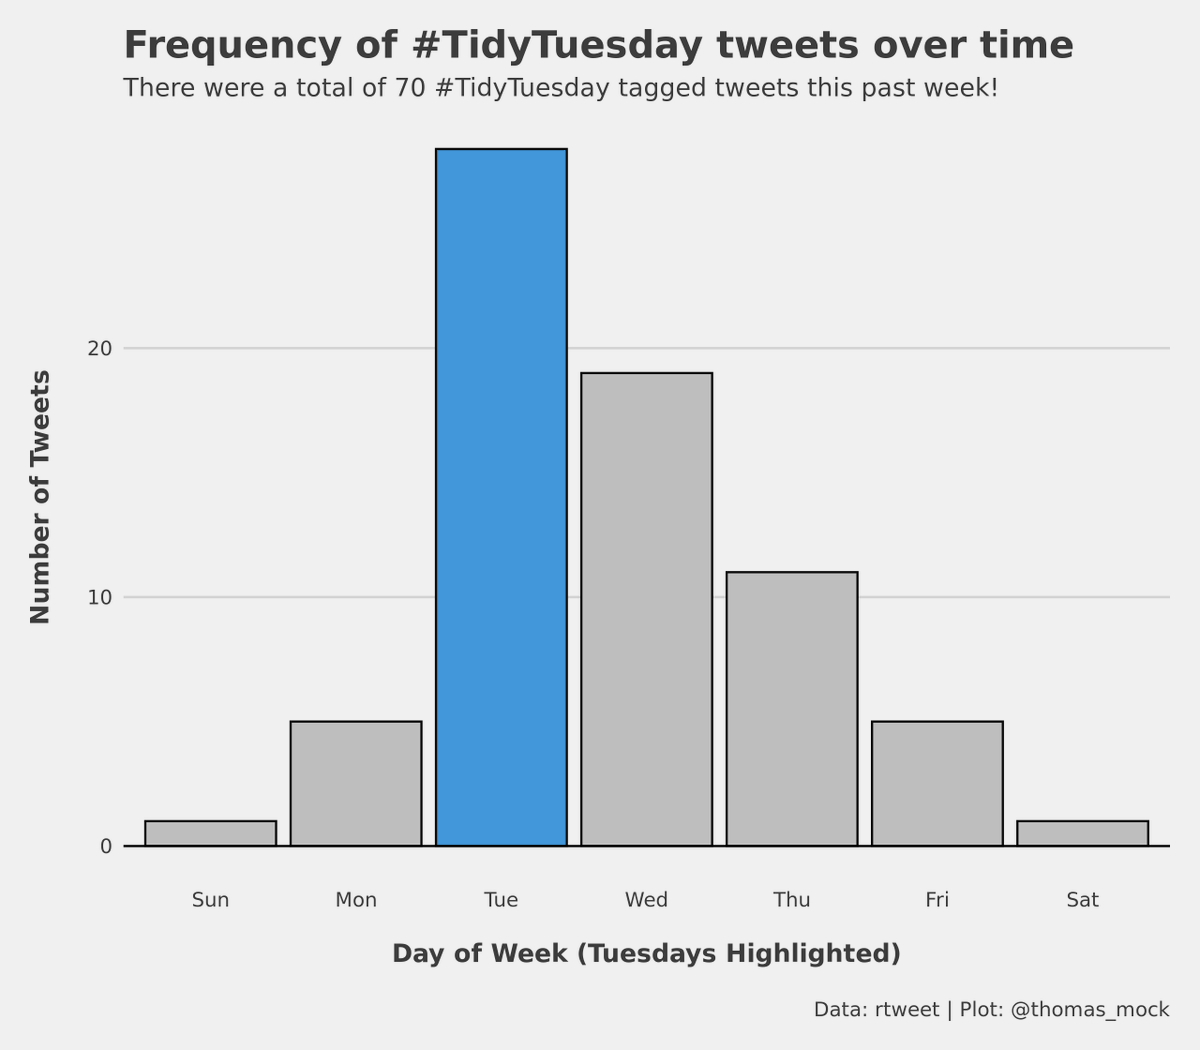 Frequency of #TidyTuesday tweets over time
There were a total of 70 #TidyTuesday tagged tweets this past week!
Number of Tweets
20
10
0
Sun Mon Tue Wed Thu Fri Sat
Day of Week (Tuesdays Highlighted)
Data: rtweet | Plot: @thomas_mock